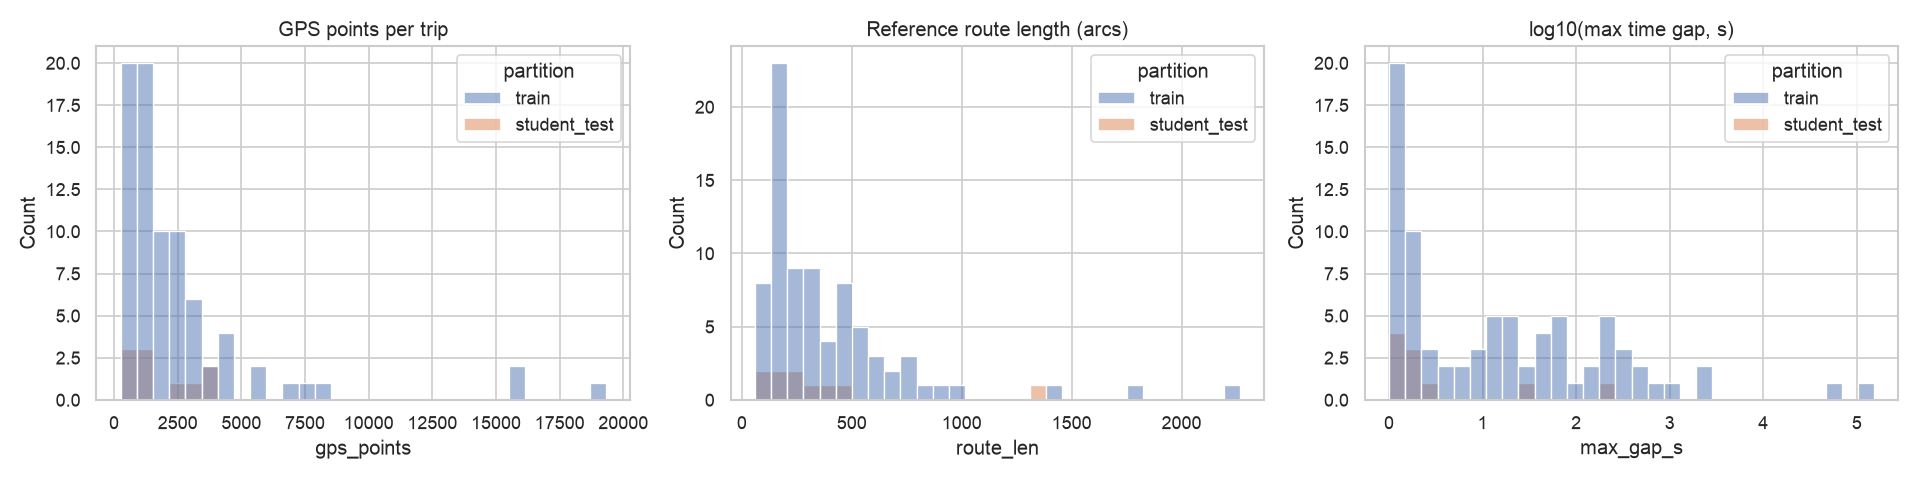 GPS points per trip
20.0
17.5
15.0
12.5
10.0
7.5
5.0
2.5
0.0
Count
partition
train
student_test
0 2500 5000 7500 10000 12500 15000 17500 20000
gps_points
Reference route length (arcs)
20
15
10
5
0
Count
partition
train
student_test
0 500 1000 1500 2000
route_len
log10(max time gap, s)
20.0
17.5
15.0
12.5
10.0
7.5
5.0
2.5
0.0
Count
partition
train
student_test
0 1 2 3 4 5
max_gap_s